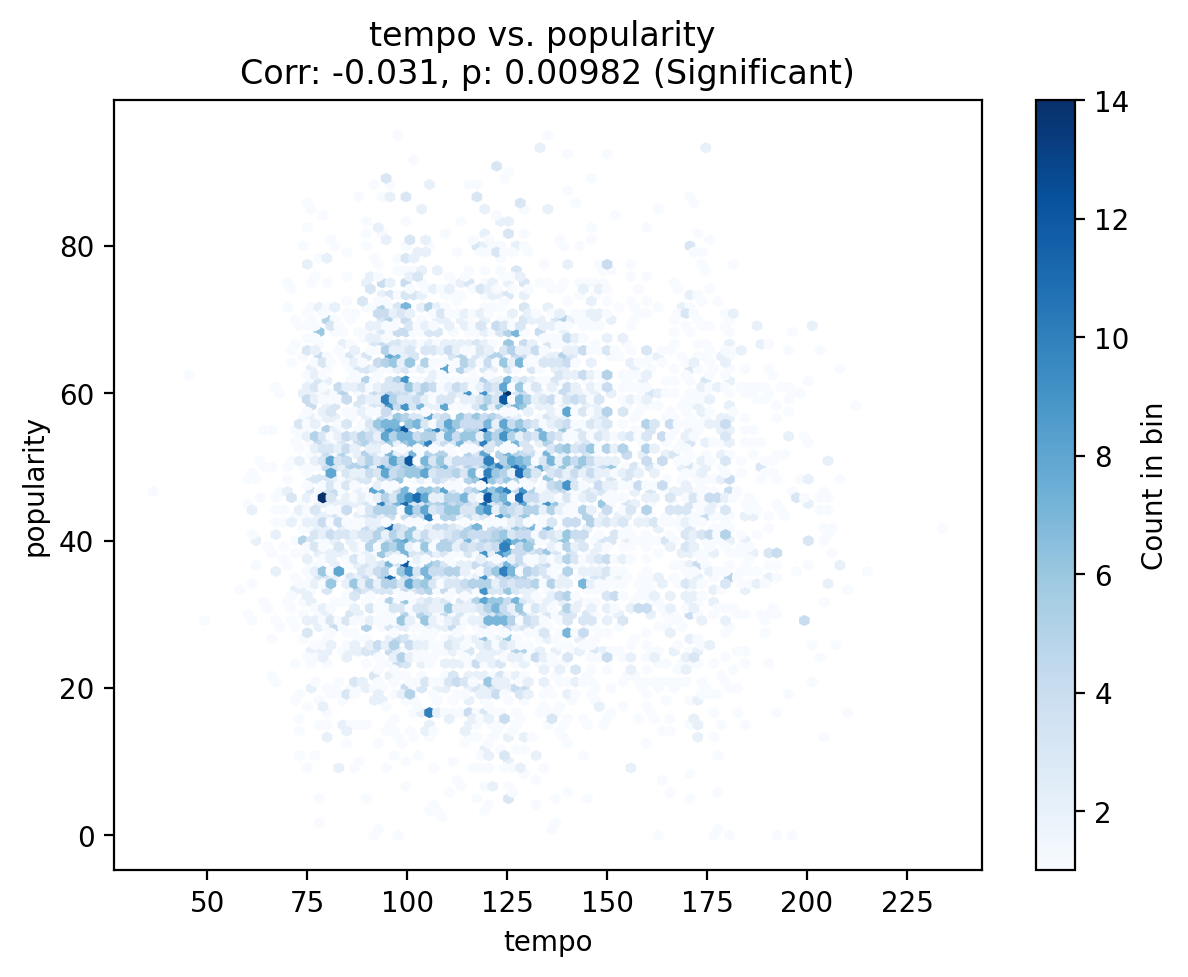 tempo vs. popularity
Corr: -0.031, p: 0.00982 (Significant)
14
12
10
8
6
4
2
Count in bin
80
60
40
20
0
popularity
50 75 100 125 150 175 200 225
tempo